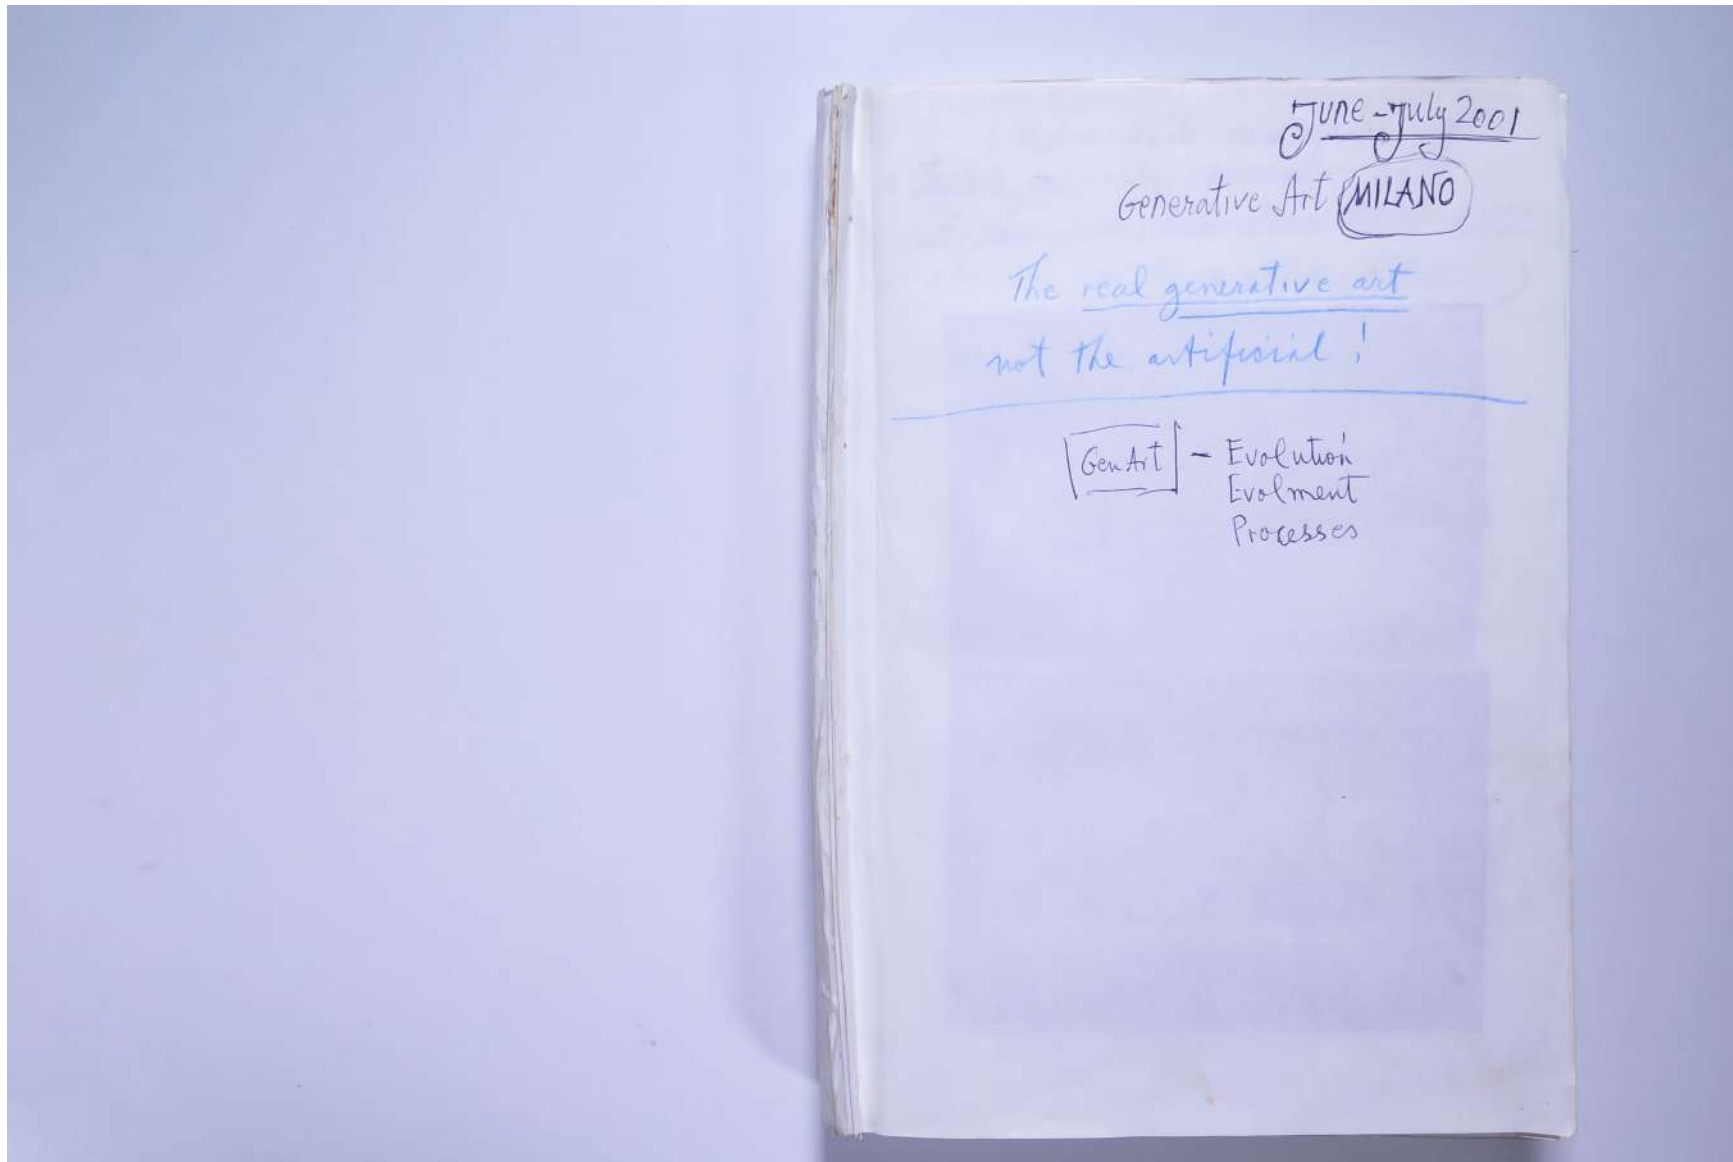 June - July 2001
Generative Art MILANO
The real generative art
not the artificial !
GenArt - Evolution
Evolment
Processes